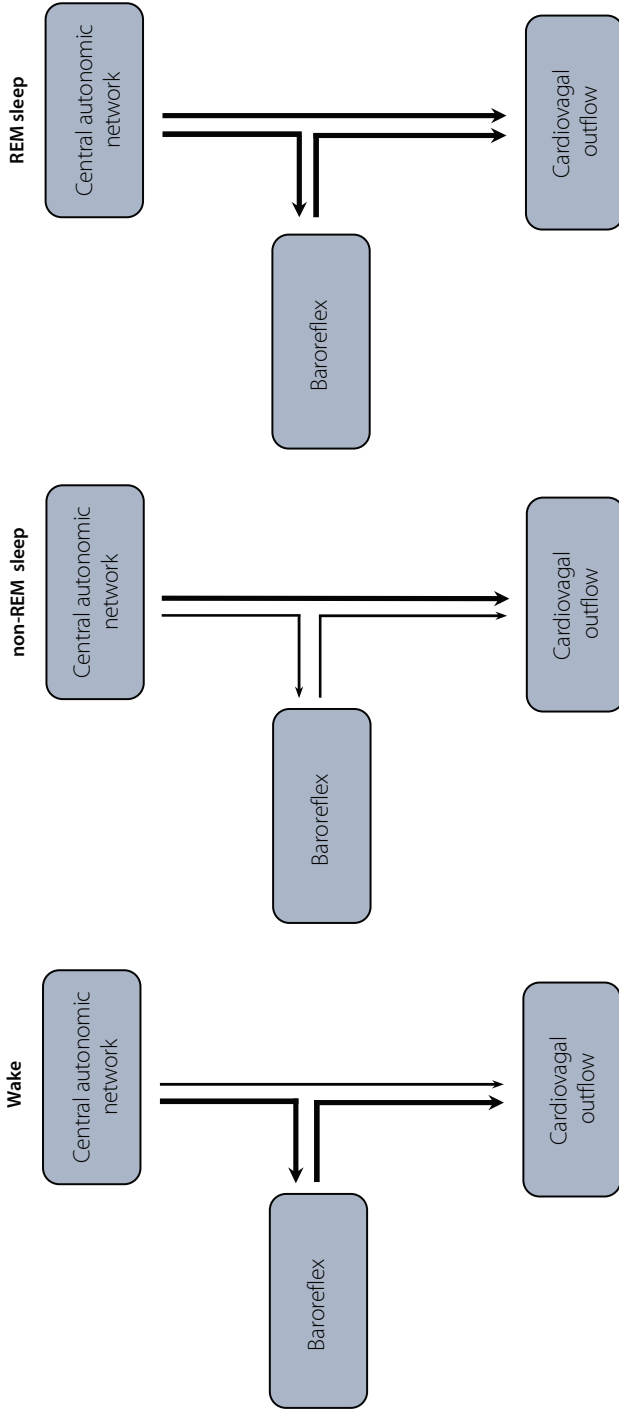 Wake
Central autonomic
network
Baroreflex
Cardiovagal
outflow
non-REM sleep
Central autonomic
network
Baroreflex
Cardiovagal
outflow
REM sleep
Central autonomic
network
Baroreflex
Cardiovagal
outflow